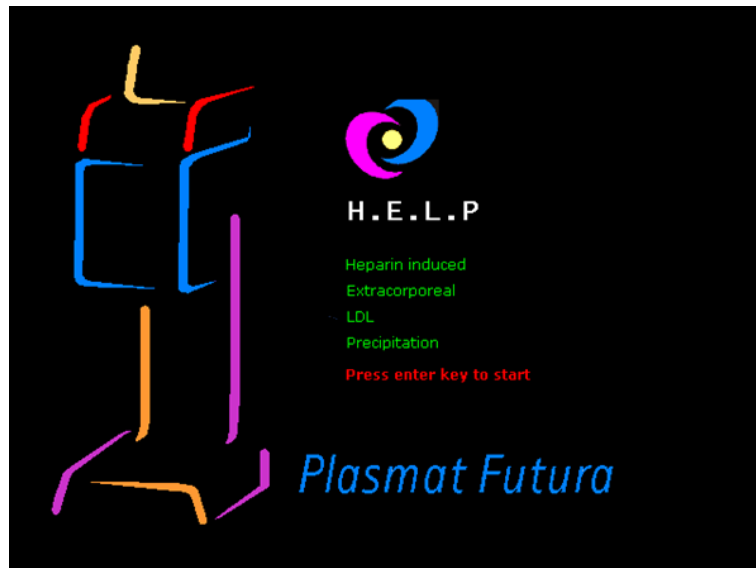 H.E.L.P
Heparin induced
Extracorporeal
LDL
Precipitation
Press enter key to start
Plasmat Futura